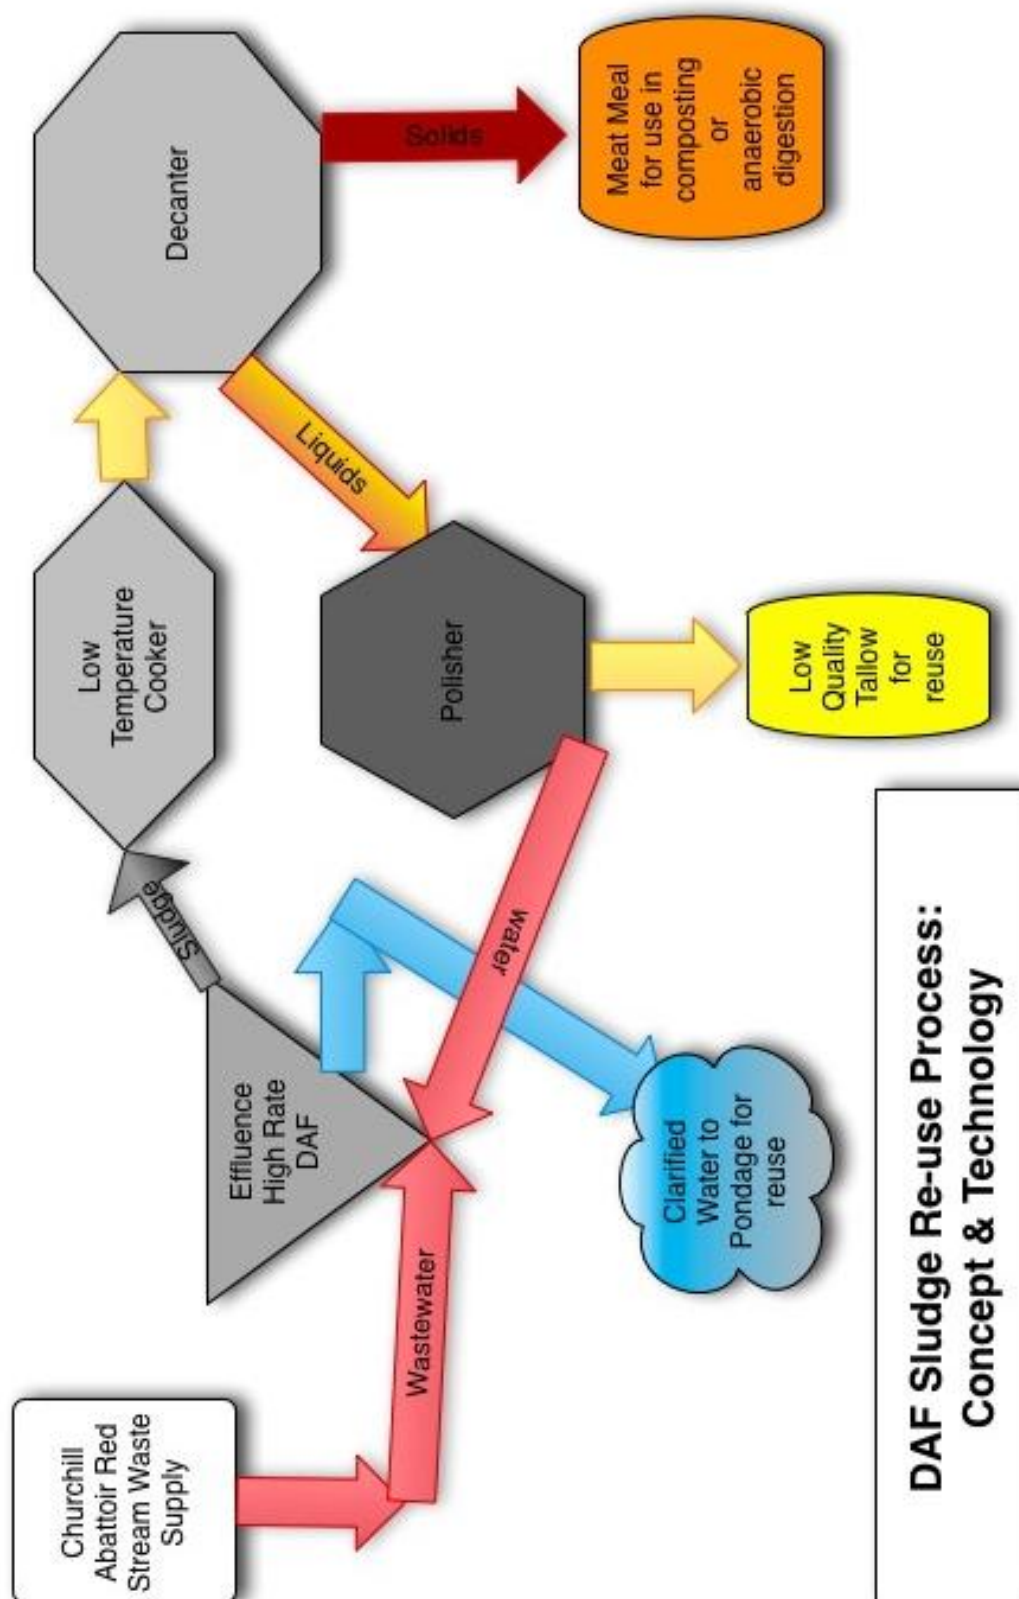 Churchill
Abattoir Red
Stream Waste
Supply
Wastewater
Effluence
High Rate
DAF
Sludge
Low
Temperature
Cooker
Decanter
Solids
Meat Meal
for use in
composting
or
anaerobic
digestion
Liquids
Polisher
water
Low
Quality
Tallow
for
reuse
Clarified
Water to
Pondage for
reuse
DAF Sludge Re-use Process:
Concept & Technology